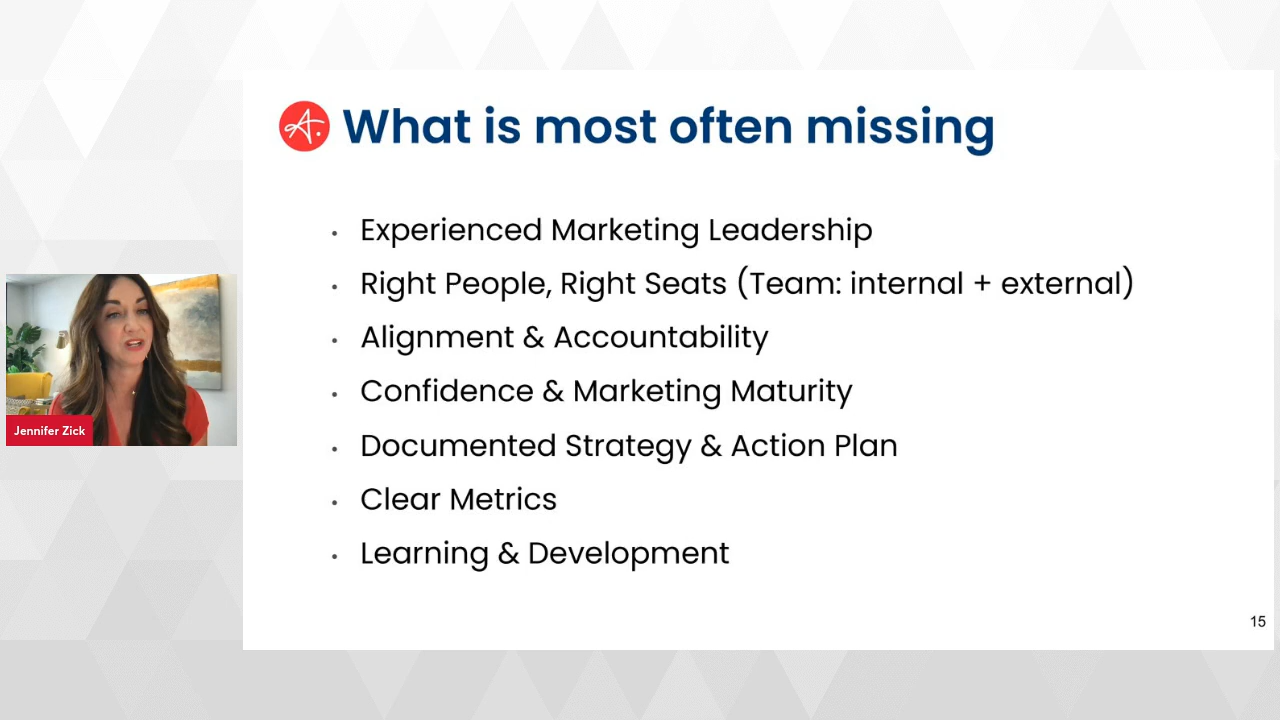 A.
What is most often missing
Experienced Marketing Leadership
Right People, Right Seats (Team: internal + external)
Alignment & Accountability
Confidence & Marketing Maturity
Documented Strategy & Action Plan
Clear Metrics
Learning & Development
Jennifer Zick
15